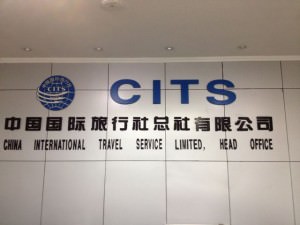 CITS
CITS
中国国际旅行社总社有限公司
CHINA INTERNATIONAL TRAVEL SERVICE LIMITED, HEAD OFFICE